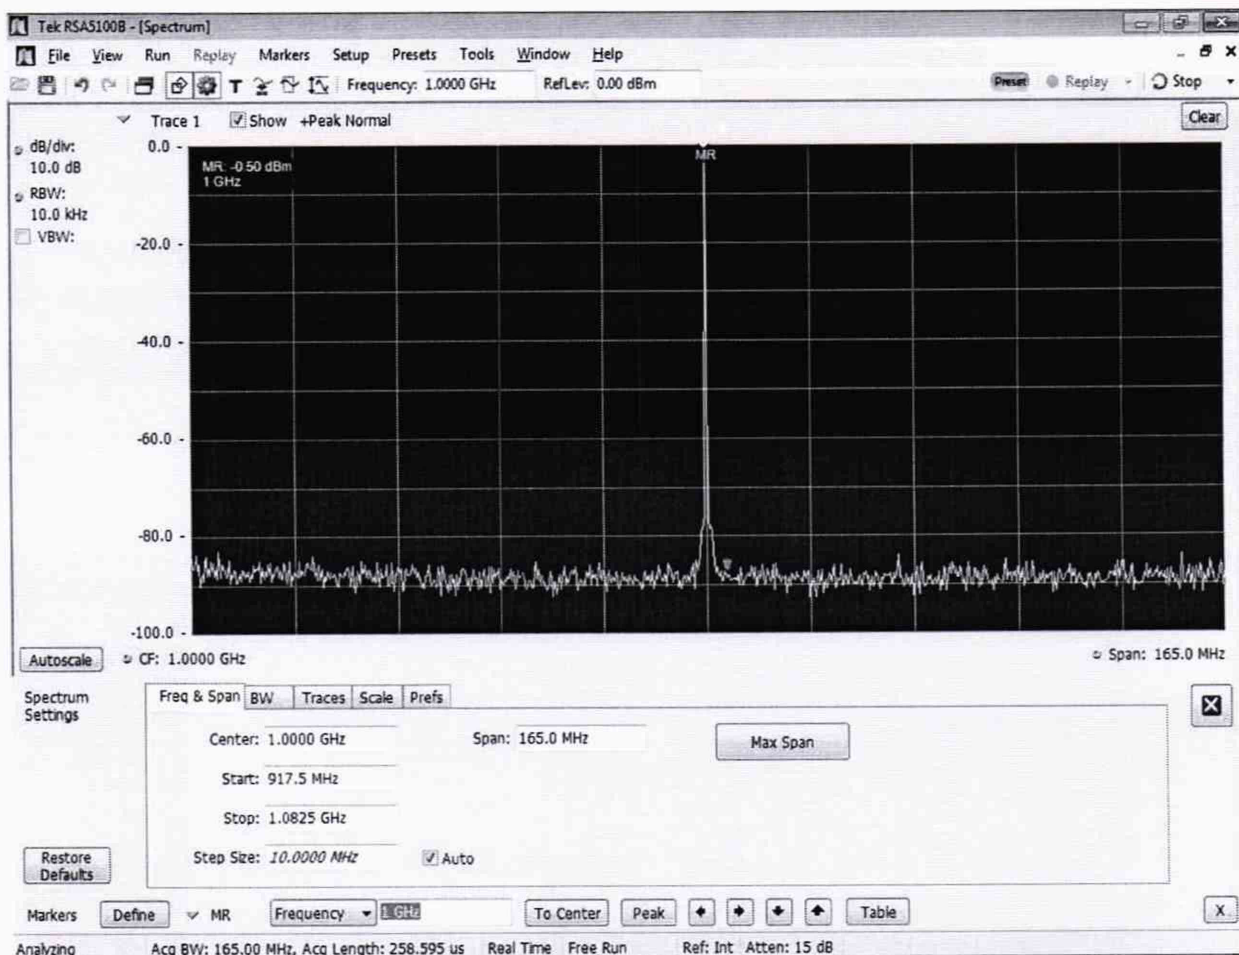 Tek RSA5100B - [Spectrum]
File View Run Replay Markers Setup Presets Tools Window Help
T Frequency: 1.0000 GHz RefLev: 0.00 dBm Preset Replay Stop
Trace 1 Show +Peak Normal Clear
dB/div:
10.0 dB
RBW:
10.0 kHz
VBW:
0.0
MR: -0.50 dBm
1 GHz
MR
-20.0
-40.0
-60.0
-80.0
-100.0
Autoscale CF: 1.0000 GHz Span: 165.0 MHz
Spectrum
Settings
Freq & Span BW Traces Scale Prefs
Center: 1.0000 GHz Span: 165.0 MHz Max Span
Start: 917.5 MHz
Stop: 1.0825 GHz
Step Size: 10.0000 MHz Auto
Restore
Defaults
Markers Define MR Frequency 1 GHz To Center Peak Table X
Analyzing Acq BW: 165.00 MHz, Acq Length: 258.595 us Real Time Free Run Ref: Int Atten: 15 dB